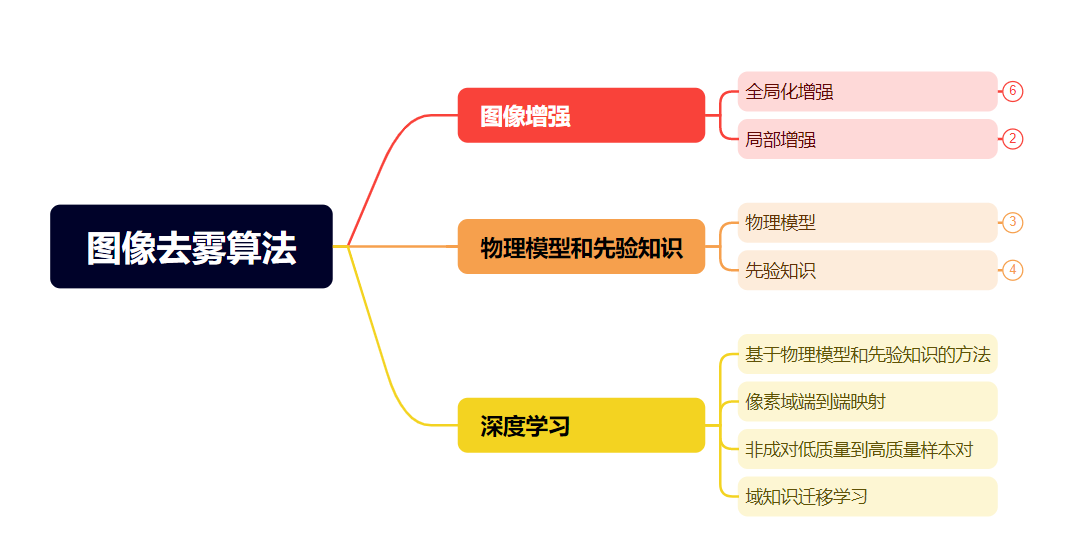 图像去雾算法
图像增强
全局化增强
6
局部增强
2
物理模型和先验知识
物理模型
3
先验知识
4
深度学习
基于物理模型和先验知识的方法
像素域端到端映射
非成对低质量到高质量样本对
域知识迁移学习